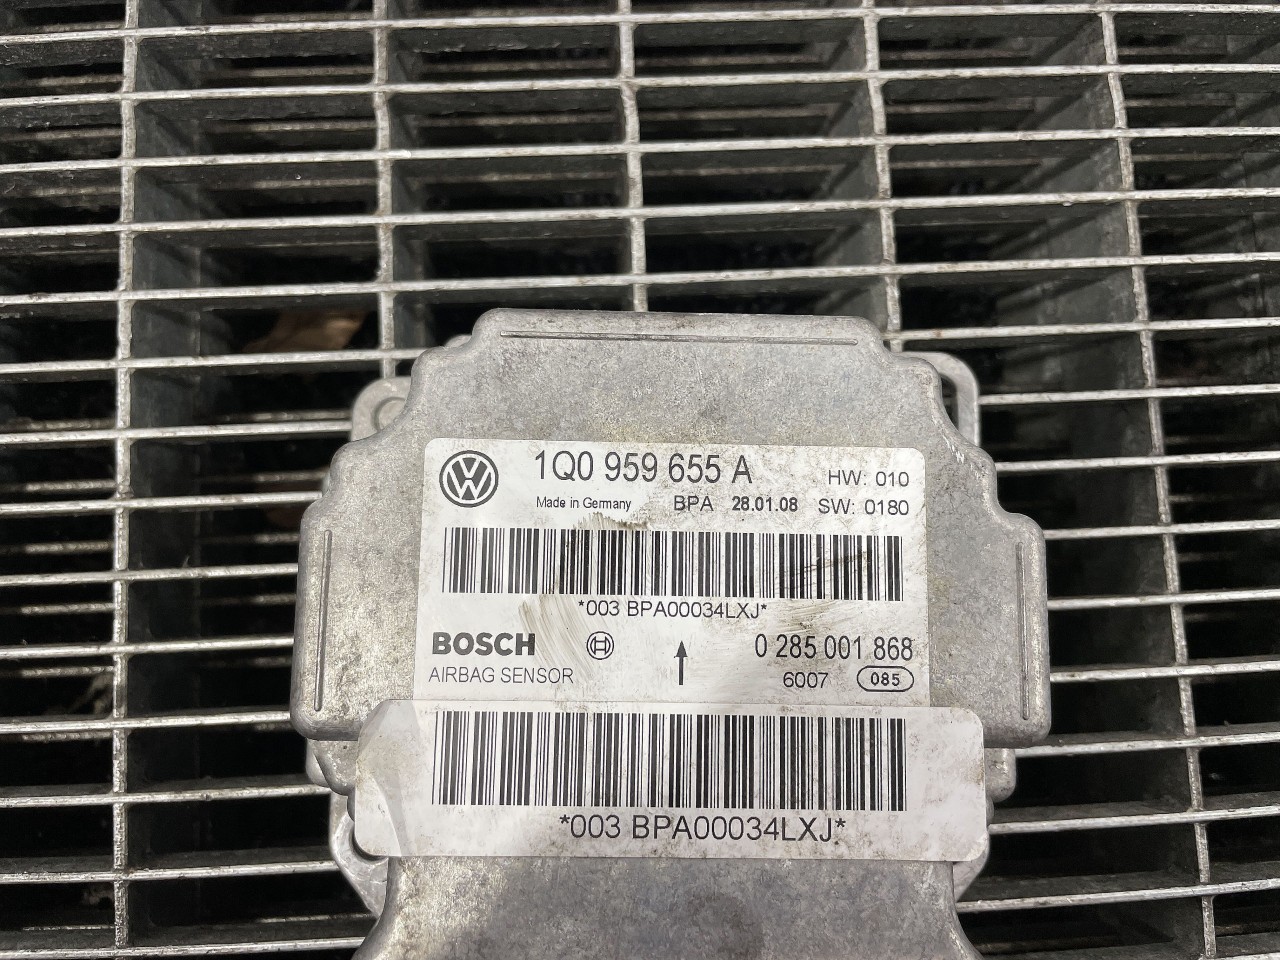 1Q0 959 655 A HW: 010
Made in Germany BPA 28.01.08 SW: 0180
*003 BPA00034LXJ*
BOSCH 0 285 001 868
AIRBAG SENSOR 6007 085
*003 BPA00034LXJ*